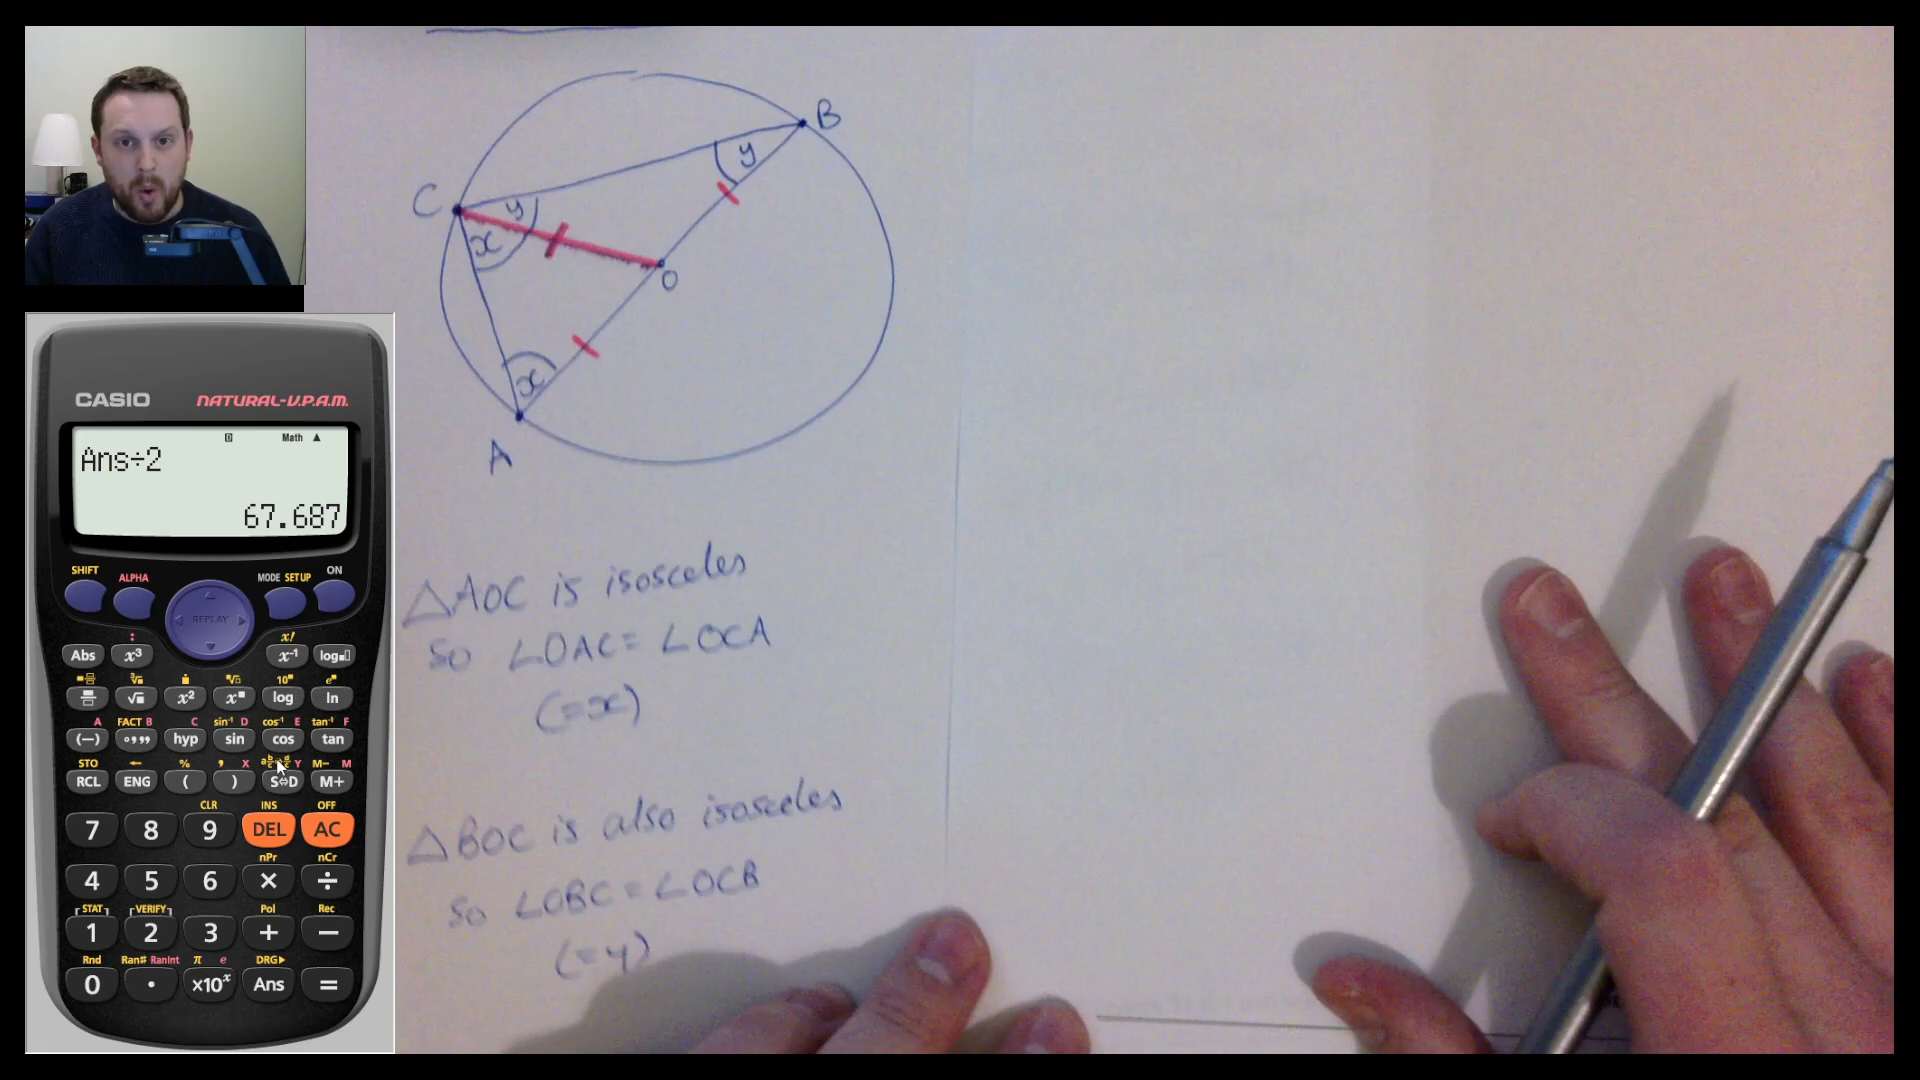 B
C
y
y
x
O
x
A
△AOC is isosceles
So ∠OAC = ∠OCA
(=x)
△BOC is also isosceles
So ∠OBC = ∠OCB
(=y)
CASIO NATURAL-V.P.A.M.
D Math ▲
Ans÷2
67.687
SHIFT ALPHA MODE SETUP ON
REPLAY
: x!
Abs x³ x⁻¹ log
³√ 10 e
√ x² x log ln
A FACT B C sin⁻¹ D cos⁻¹ E tan⁻¹ F
(−) °,,, hyp sin cos tan
STO ← % , X Y M− M
RCL ENG ( ) S⇔D M+
CLR INS OFF
7 8 9 DEL AC
nPr nCr
4 5 6 × ÷
STAT VERIFY Pol Rec
1 2 3 + −
Rnd Ran# RanInt π e DRG▶
0 . ×10ˣ Ans =